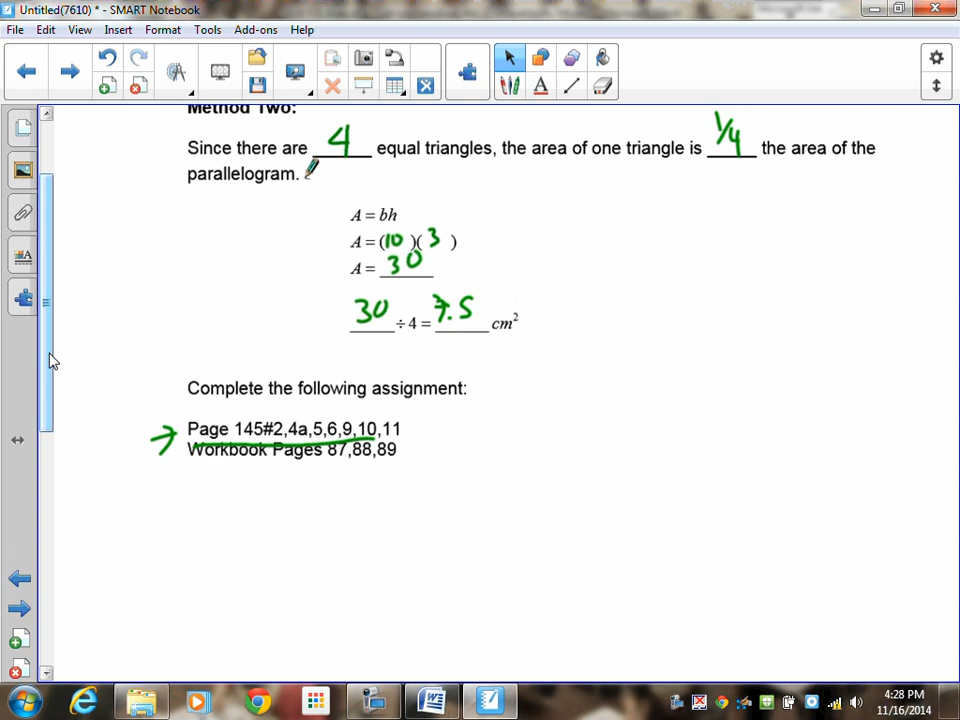 Untitled(7610) * - SMART Notebook
File Edit View Insert Format Tools Add-ons Help
Method Two:
Since there are 4 equal triangles, the area of one triangle is 1/4 the area of the
parallelogram.
A = bh
A = (10 )( 3 )
A = 30
30 ÷ 4 = 7.5 cm²
Complete the following assignment:
→ Page 145#2,4a,5,6,9,10,11
Workbook Pages 87,88,89
4:28 PM
11/16/2014